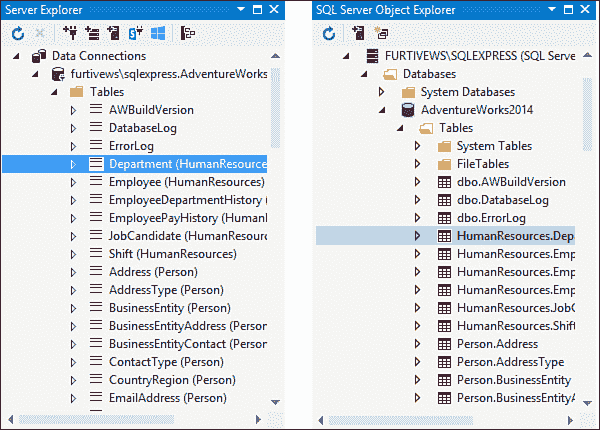 Server Explorer
Data Connections
furtivews\sqlexpress.AdventureWorks
Tables
AWBuildVersion
DatabaseLog
ErrorLog
Department (HumanResource
Employee (HumanResources)
EmployeeDepartmentHistory (
EmployeePayHistory (HumanI
JobCandidate (HumanResourc
Shift (HumanResources)
Address (Person)
AddressType (Person)
BusinessEntity (Person)
BusinessEntityAddress (Person
BusinessEntityContact (Person)
ContactType (Person)
CountryRegion (Person)
EmailAddress (Person)
SQL Server Object Explorer
FURTIVEWS\SQLEXPRESS (SQL Serve
Databases
System Databases
AdventureWorks2014
Tables
System Tables
FileTables
dbo.AWBuildVersion
dbo.DatabaseLog
dbo.ErrorLog
HumanResources.Dep
HumanResources.Emp
HumanResources.Emp
HumanResources.Emp
HumanResources.JobC
HumanResources.Shift
Person.Address
Person.AddressType
Person.BusinessEntity
Person.BusinessEntityA